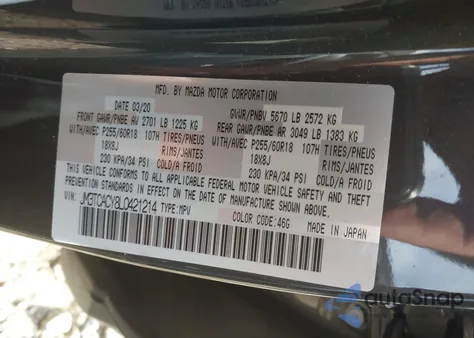 MFD. BY MAZDA MOTOR CORPORATION
DATE 03/20 GVWR/PNBV 5670 LB 2572 KG
FRONT GAWR/PNBE AV 2701 LB 1225 KG REAR GAWR/PNBE AR 3049 LB 1383 KG
WITH/AVEC P255/60R18 107H TIRES/PNEUS WITH/AVEC P255/60R18 107H TIRES/PNEUS
18X8J RIMS/JANTES 18X8J RIMS/JANTES
230 KPA/34 PSI COLD/A FROID 230 KPA/34 PSI COLD/A FROID
THIS VEHICLE CONFORMS TO ALL APPLICABLE FEDERAL MOTOR VEHICLE SAFETY AND THEFT
PREVENTION STANDARDS IN EFFECT ON THE DATE OF MANUFACTURE SHOWN ABOVE.
VIN: JM3TCACY8L0421214 TYPE:MPV COLOR CODE:46G MADE IN JAPAN
autoSnap